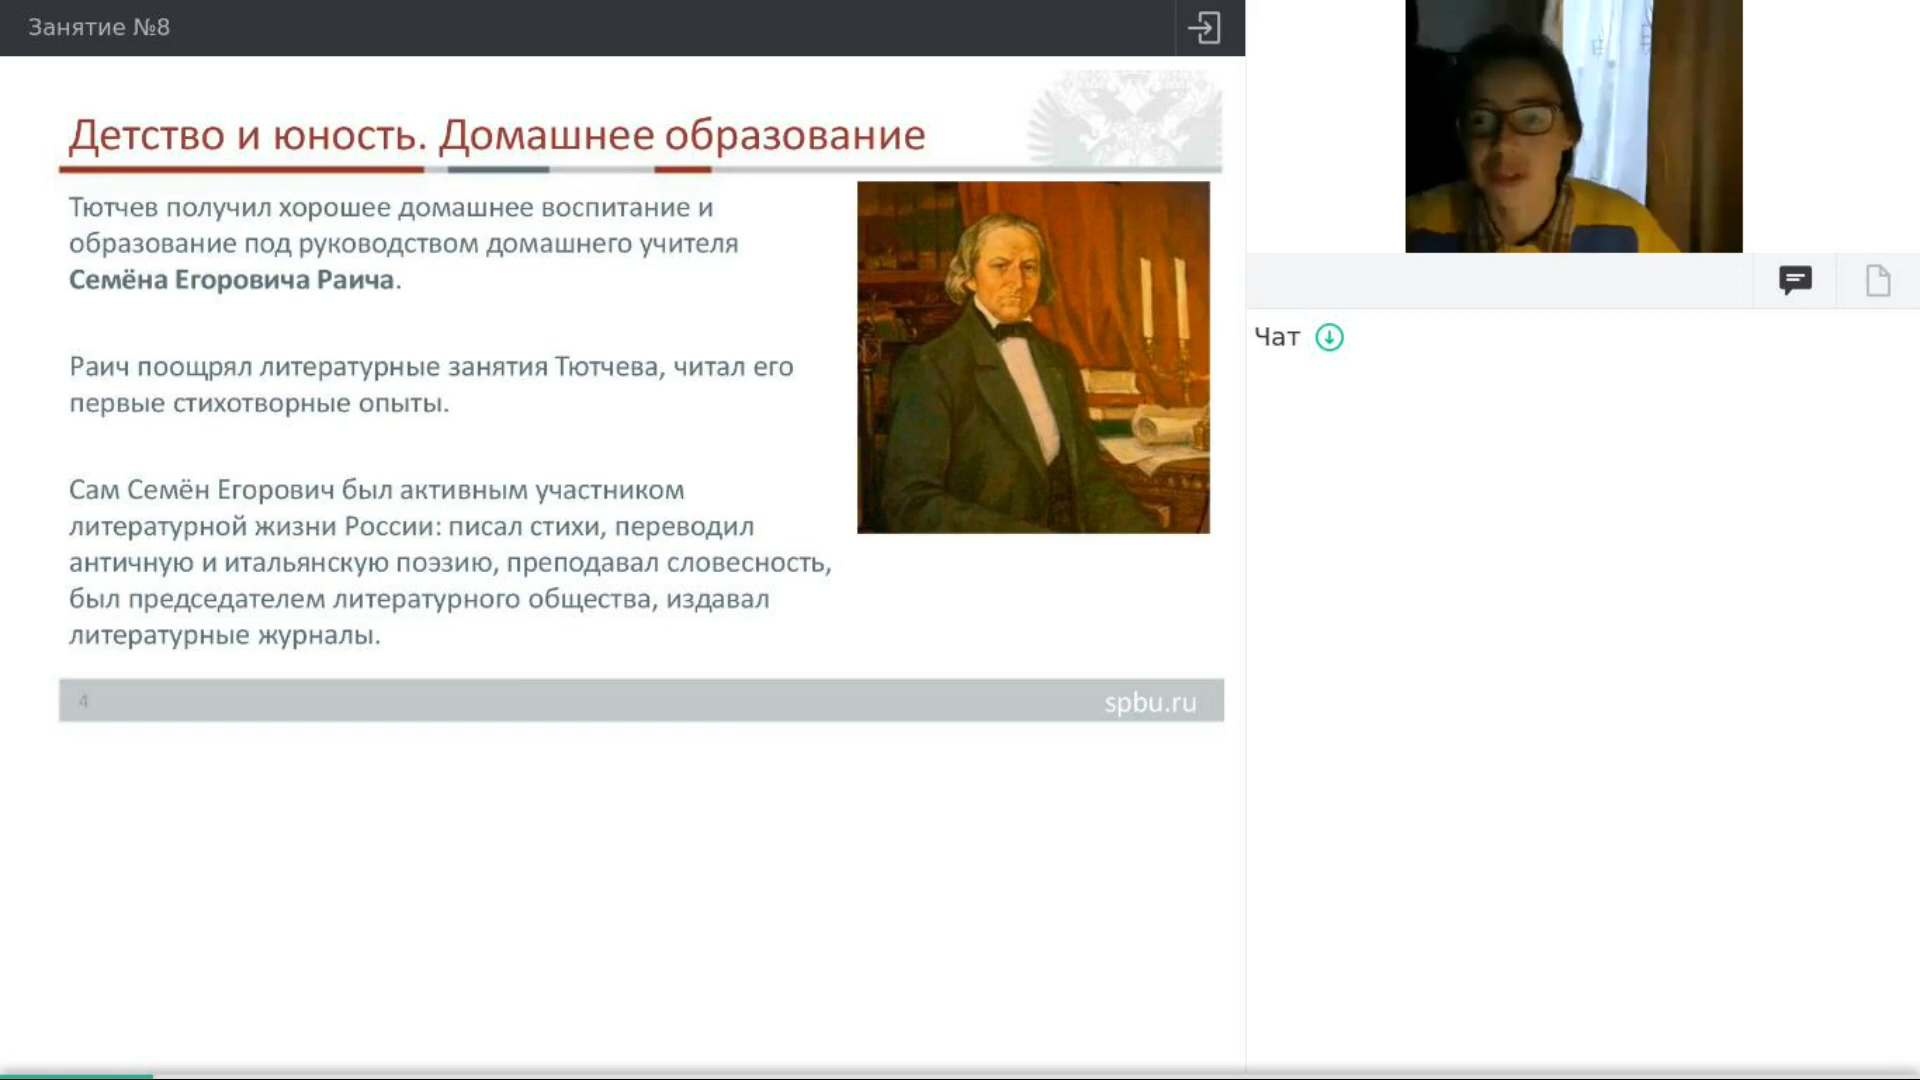 Занятие №8
Детство и юность. Домашнее образование
Тютчев получил хорошее домашнее воспитание и
образование под руководством домашнего учителя
Семёна Егоровича Раича.
Раич поощрял литературные занятия Тютчева, читал его
первые стихотворные опыты.
Сам Семён Егорович был активным участником
литературной жизни России: писал стихи, переводил
античную и итальянскую поэзию, преподавал словесность,
был председателем литературного общества, издавал
литературные журналы.
4
spbu.ru
Чат